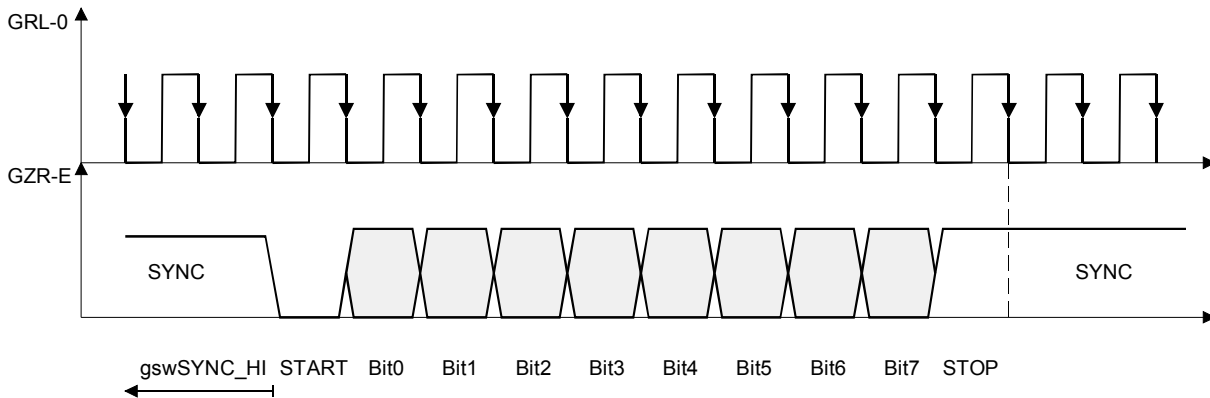 GRL-0
GZR-E
SYNC SYNC
gswSYNC_HI START Bit0 Bit1 Bit2 Bit3 Bit4 Bit5 Bit6 Bit7 STOP